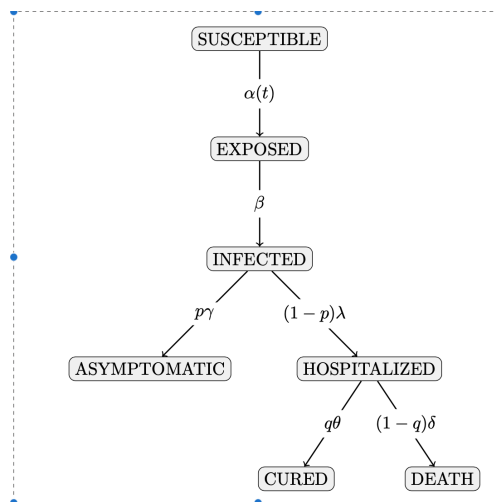 SUSCEPTIBLE
α(t)
EXPOSED
β
INFECTED
pγ (1 − p)λ
ASYMPTOMATIC HOSPITALIZED
qθ (1 − q)δ
CURED DEATH